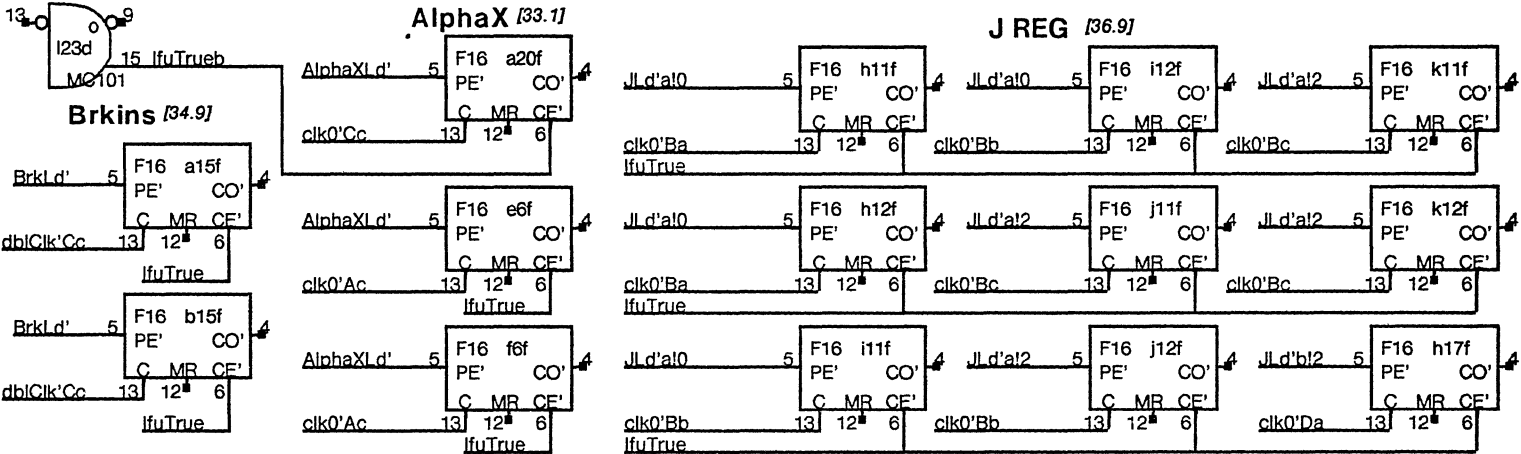 13 9
I23d
15 IfuTrueb
MC101
Brkins [34.9]
F16 a15f
BrkLd' 5 PE' CO' 4
C MR CE'
dblClk'Cc 13 12 6
IfuTrue
F16 b15f
BrkLd' 5 PE' CO' 4
C MR CE'
dblClk'Cc 13 12 6
IfuTrue
AlphaX [33.1]
F16 a20f
AlphaXLd' 5 PE' CO' 4
C MR CE'
clk0'Cc 13 12 6
F16 e6f
AlphaXLd' 5 PE' CO' 4
C MR CE'
clk0'Ac 13 12 6
IfuTrue
F16 f6f
AlphaXLd' 5 PE' CO' 4
C MR CE'
clk0'Ac 13 12 6
IfuTrue
J REG [36.9]
F16 h11f
JLd'a!0 5 PE' CO' 4
C MR CE'
clk0'Ba 13 12 6
IfuTrue
F16 i12f
JLd'a!0 5 PE' CO' 4
C MR CE'
clk0'Bb 13 12 6
F16 k11f
JLd'a!2 5 PE' CO' 4
C MR CE'
clk0'Bc 13 12 6
F16 h12f
JLd'a!0 5 PE' CO' 4
C MR CE'
clk0'Ba 13 12 6
IfuTrue
F16 j11f
JLd'a!2 5 PE' CO' 4
C MR CE'
clk0'Bc 13 12 6
F16 k12f
JLd'a!2 5 PE' CO' 4
C MR CE'
clk0'Bc 13 12 6
F16 i11f
JLd'a!0 5 PE' CO' 4
C MR CE'
clk0'Bb 13 12 6
IfuTrue
F16 j12f
JLd'a!2 5 PE' CO' 4
C MR CE'
clk0'Bb 13 12 6
F16 h17f
JLd'b!2 5 PE' CO' 4
C MR CE'
clk0'Da 13 12 6